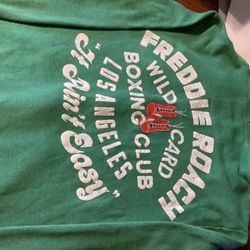 FREDDIE ROACH
WILD CARD
BOXING CLUB
LOS ANGELES
"It Ain't Easy"